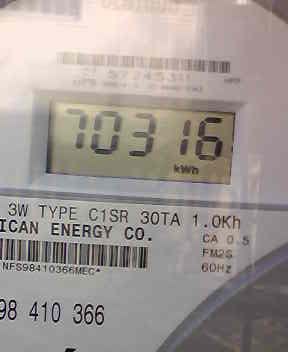 70316
kWh
3W TYPE C1SR 30TA 1.0Kh
ICAN ENERGY CO.
CA 0.5
FM2S
60Hz
NFS98410366MEC*
98 410 366